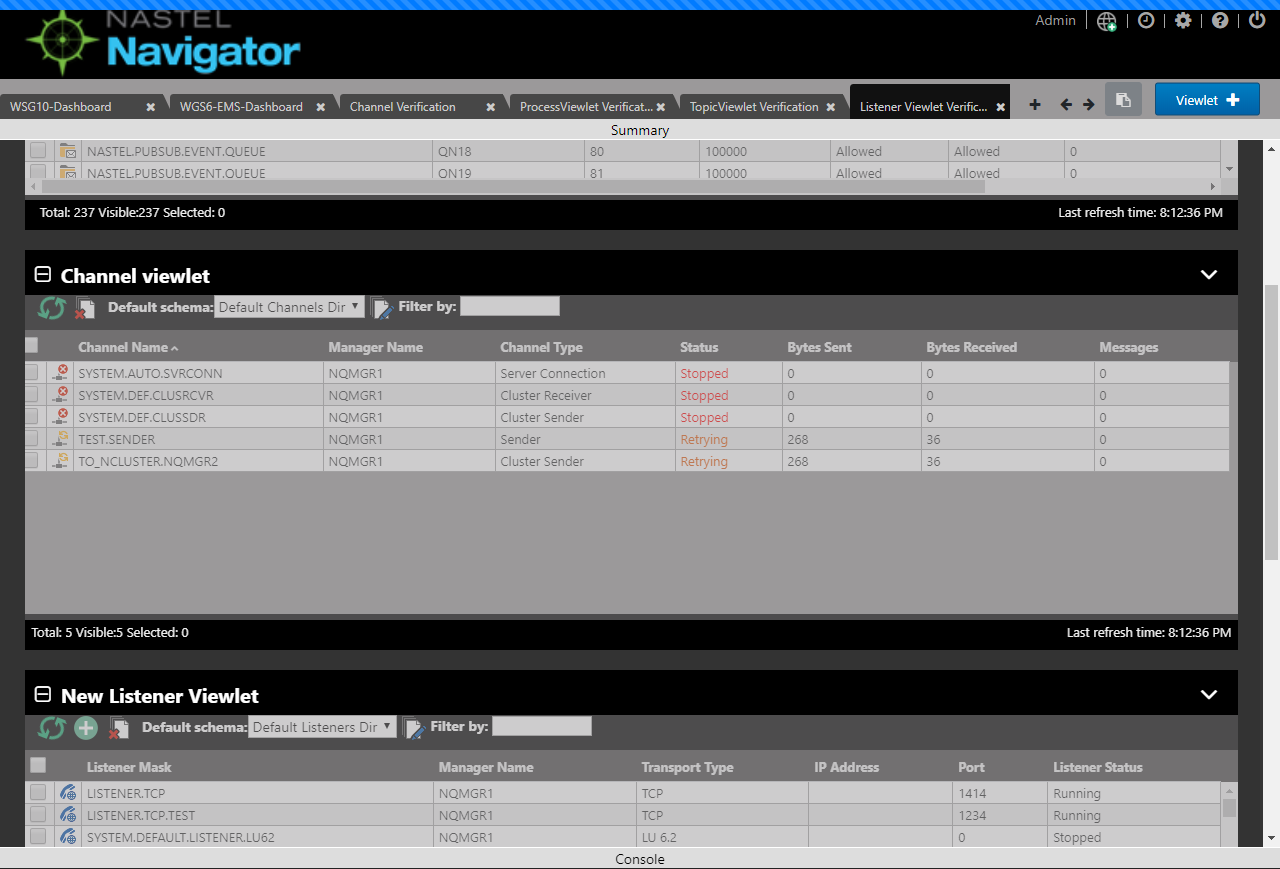 NASTEL
Navigator
Admin
WSG10-Dashboard WGS6-EMS-Dashboard Channel Verification ProcessViewlet Verificat... TopicViewlet Verification Listener Viewlet Verific... Viewlet
Summary
NASTEL.PUBSUB.EVENT.QUEUE QN18 80 100000 Allowed Allowed 0
NASTEL.PUBSUB.EVENT.QUEUE QN19 81 100000 Allowed Allowed 0
Total: 237 Visible:237 Selected: 0 Last refresh time: 8:12:36 PM
Channel viewlet
Default schema: Default Channels Dir Filter by:
Channel Name Manager Name Channel Type Status Bytes Sent Bytes Received Messages
SYSTEM.AUTO.SVRCONN NQMGR1 Server Connection Stopped 0 0 0
SYSTEM.DEF.CLUSRCVR NQMGR1 Cluster Receiver Stopped 0 0 0
SYSTEM.DEF.CLUSSDR NQMGR1 Cluster Sender Stopped 0 0 0
TEST.SENDER NQMGR1 Sender Retrying 268 36 0
TO_NCLUSTER.NQMGR2 NQMGR1 Cluster Sender Retrying 268 36 0
Total: 5 Visible:5 Selected: 0 Last refresh time: 8:12:36 PM
New Listener Viewlet
Default schema: Default Listeners Dir Filter by:
Listener Mask Manager Name Transport Type IP Address Port Listener Status
LISTENER.TCP NQMGR1 TCP 1414 Running
LISTENER.TCP.TEST NQMGR1 TCP 1234 Running
SYSTEM.DEFAULT.LISTENER.LU62 NQMGR1 LU 6.2 0 Stopped
Console